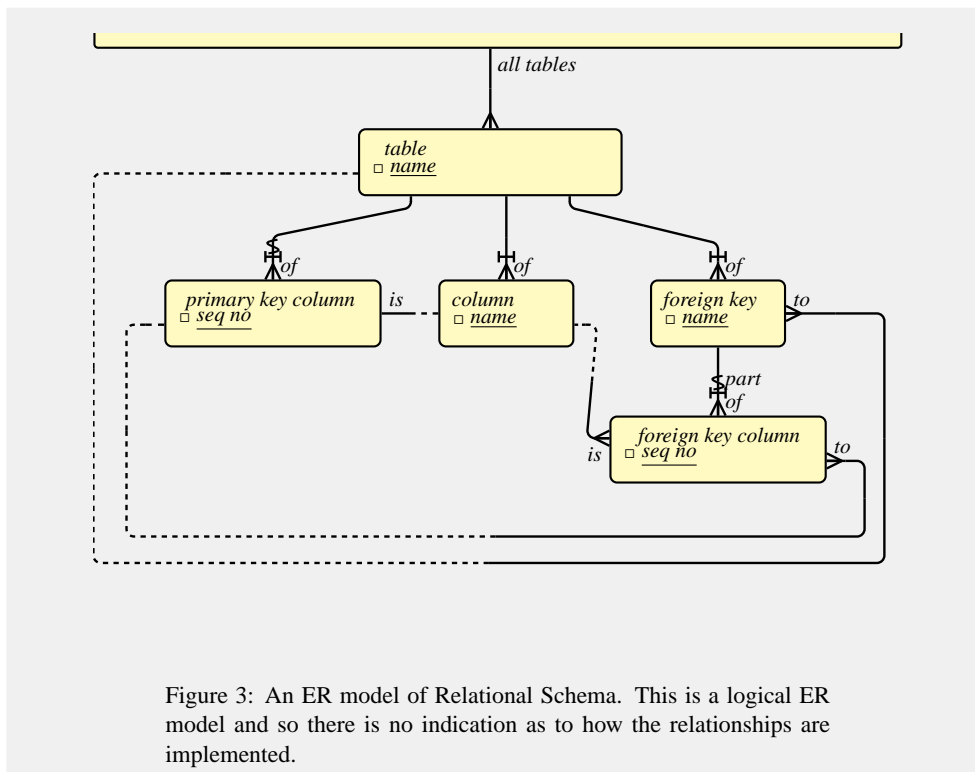 all tables
table
name
of
of
of
primary key column
seq no
is
column
name
foreign key
name
to
part
of
foreign key column
seq no
is
to
Figure 3: An ER model of Relational Schema. This is a logical ER
model and so there is no indication as to how the relationships are
implemented.